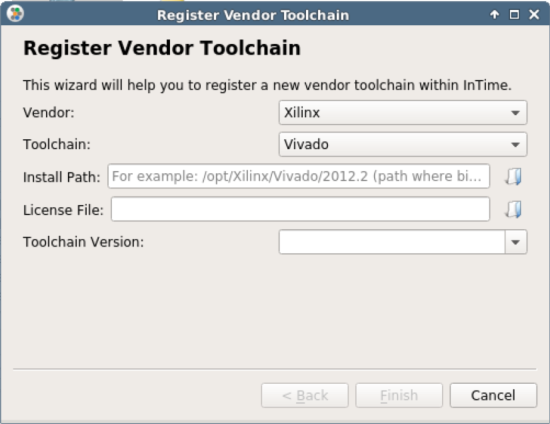 Register Vendor Toolchain
Register Vendor Toolchain
This wizard will help you to register a new vendor toolchain within InTime.
Vendor: Xilinx
Toolchain: Vivado
Install Path: For example: /opt/Xilinx/Vivado/2012.2 (path where bi...
License File:
Toolchain Version:
< Back Finish Cancel